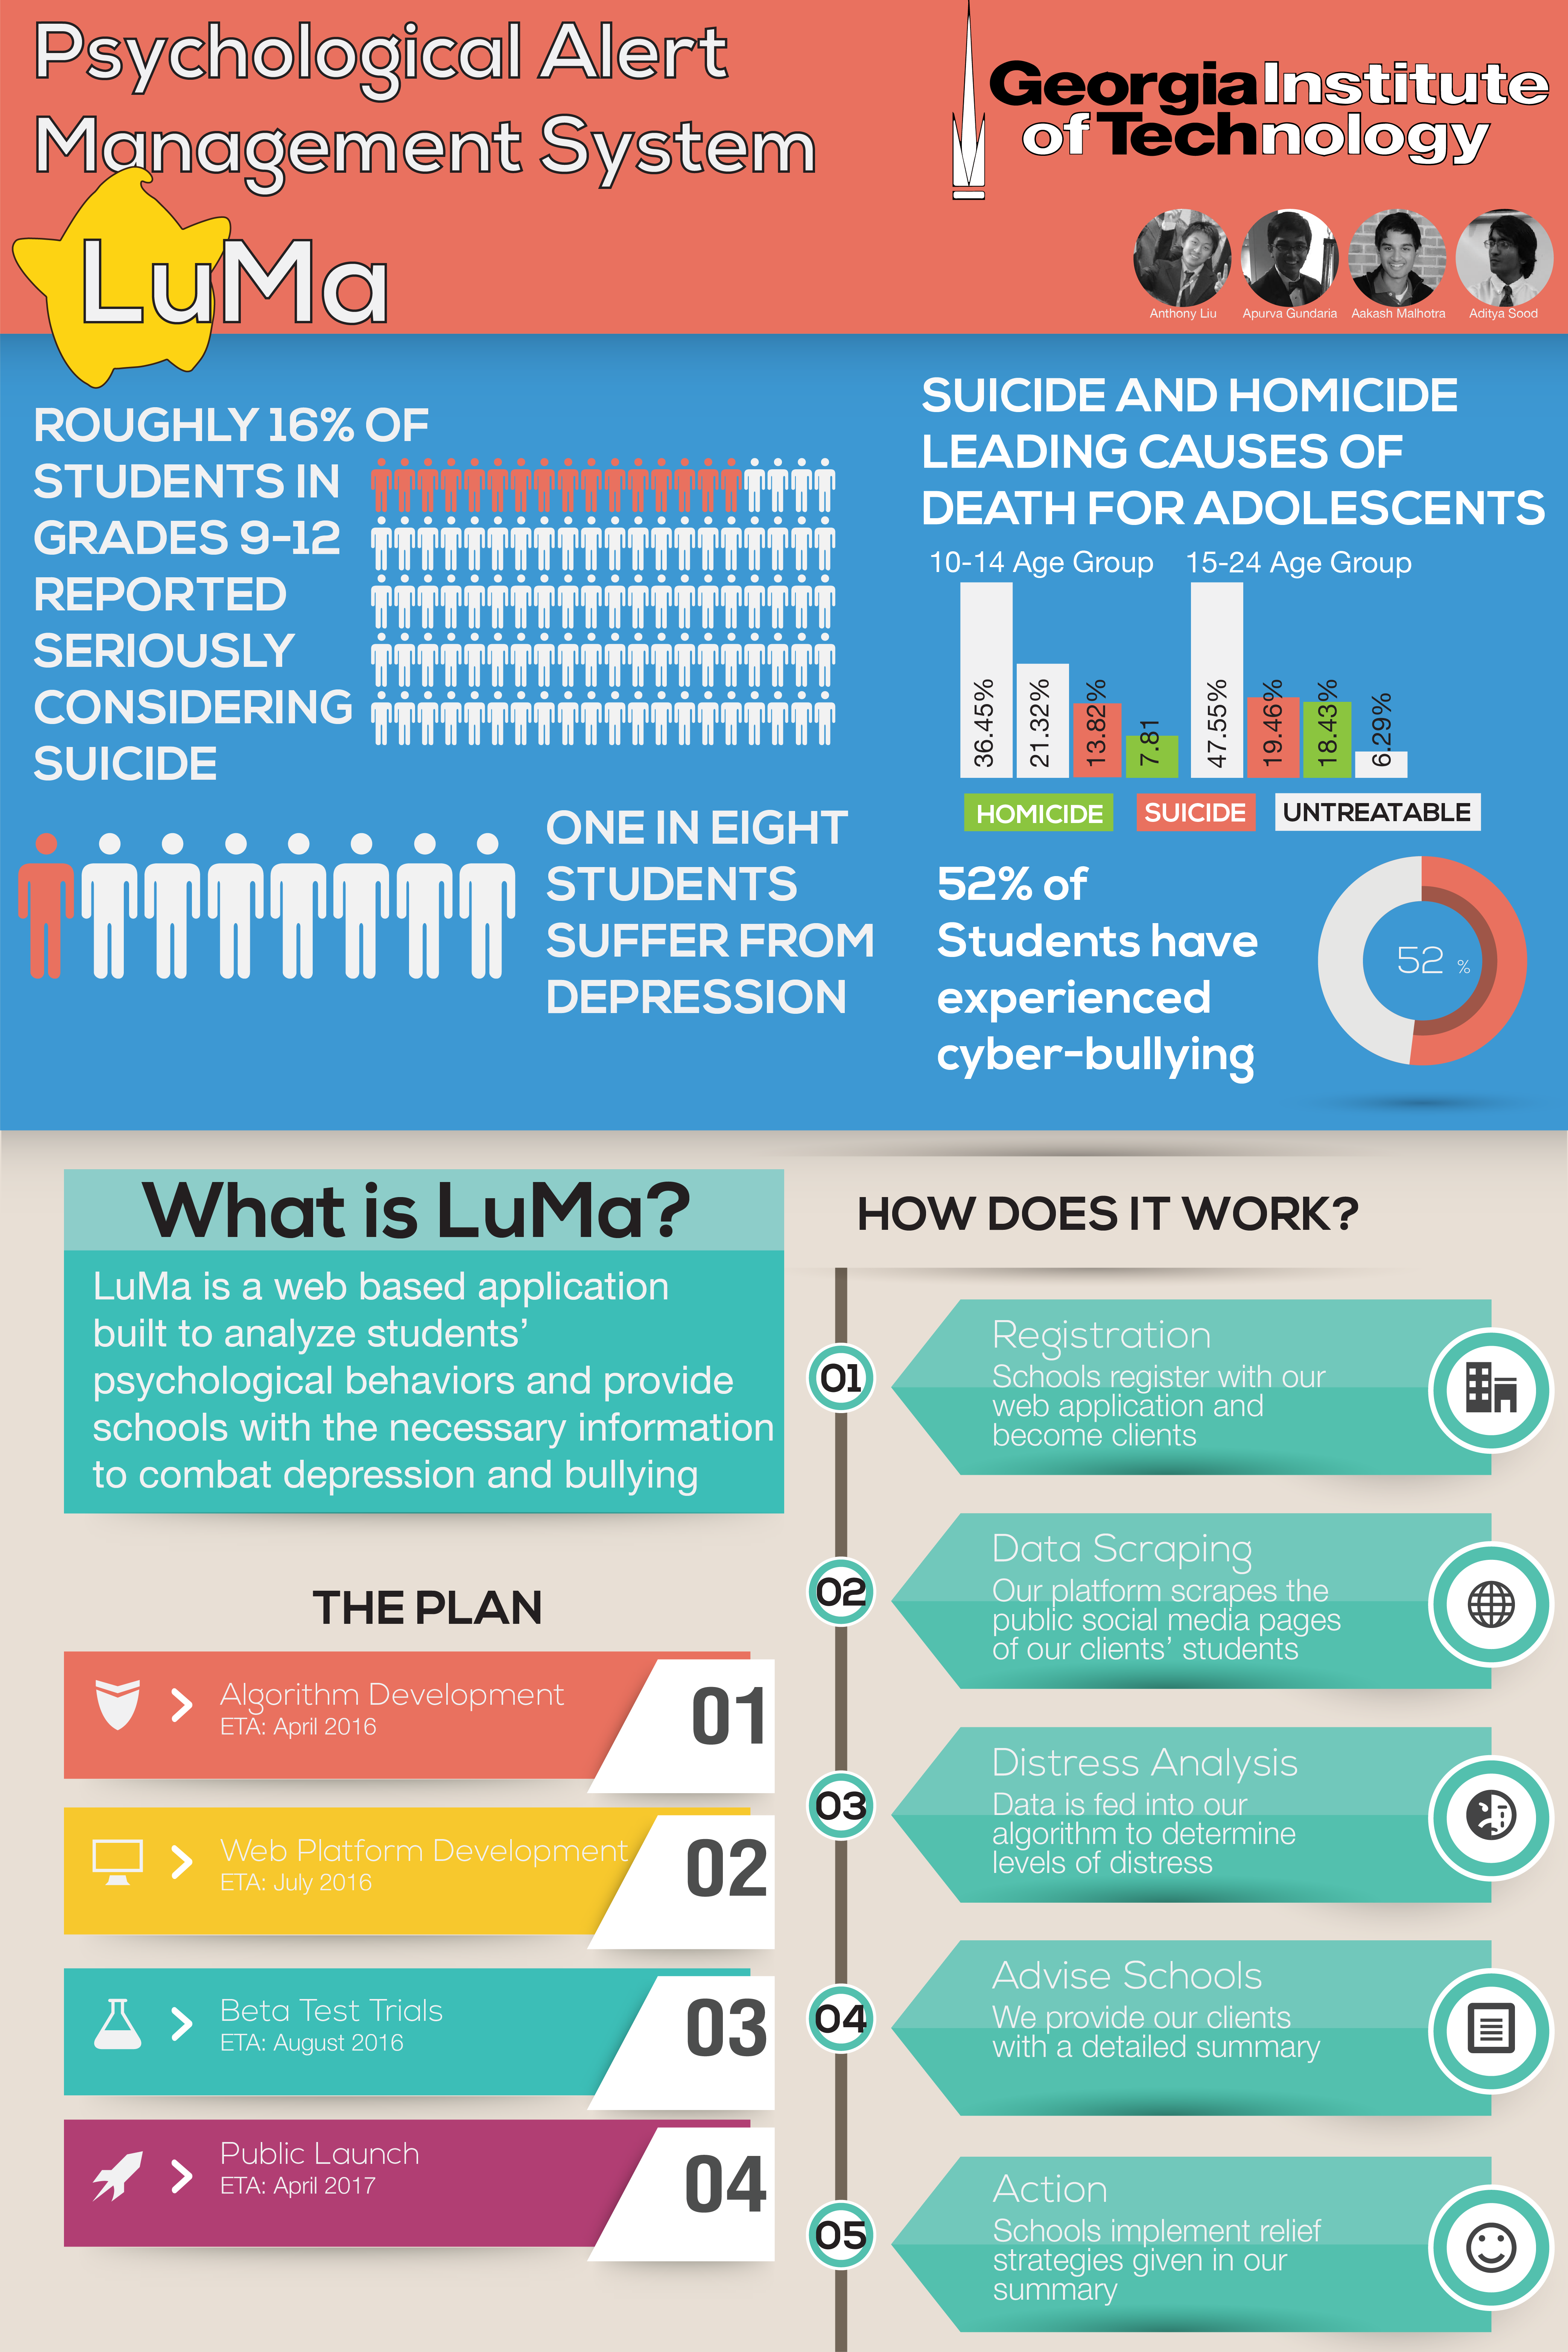 Psychological Alert
Management System
LuMa
Georgia Institute
of Technology
Anthony Liu
Apurva Gundaria
Aakash Malhotra
Aditya Sood
ROUGHLY 16% OF
STUDENTS IN
GRADES 9-12
REPORTED
SERIOUSLY
CONSIDERING
SUICIDE
ONE IN EIGHT
STUDENTS
SUFFER FROM
DEPRESSION
SUICIDE AND HOMICIDE
LEADING CAUSES OF
DEATH FOR ADOLESCENTS
10-14 Age Group
15-24 Age Group
36.45%
21.32%
13.82%
7.81
47.55%
19.46%
18.43%
6.29%
HOMICIDE
SUICIDE
UNTREATABLE
52% of
Students have
experienced
cyber-bullying
52 %
What is LuMa?
LuMa is a web based application
built to analyze students’
psychological behaviors and provide
schools with the necessary information
to combat depression and bullying
THE PLAN
Algorithm Development
ETA: April 2016
01
Web Platform Development
ETA: July 2016
02
Beta Test Trials
ETA: August 2016
03
Public Launch
ETA: April 2017
04
HOW DOES IT WORK?
01
Registration
Schools register with our
web application and
become clients
02
Data Scraping
Our platform scrapes the
public social media pages
of our clients’ students
03
Distress Analysis
Data is fed into our
algorithm to determine
levels of distress
04
Advise Schools
We provide our clients
with a detailed summary
05
Action
Schools implement relief
strategies given in our
summary